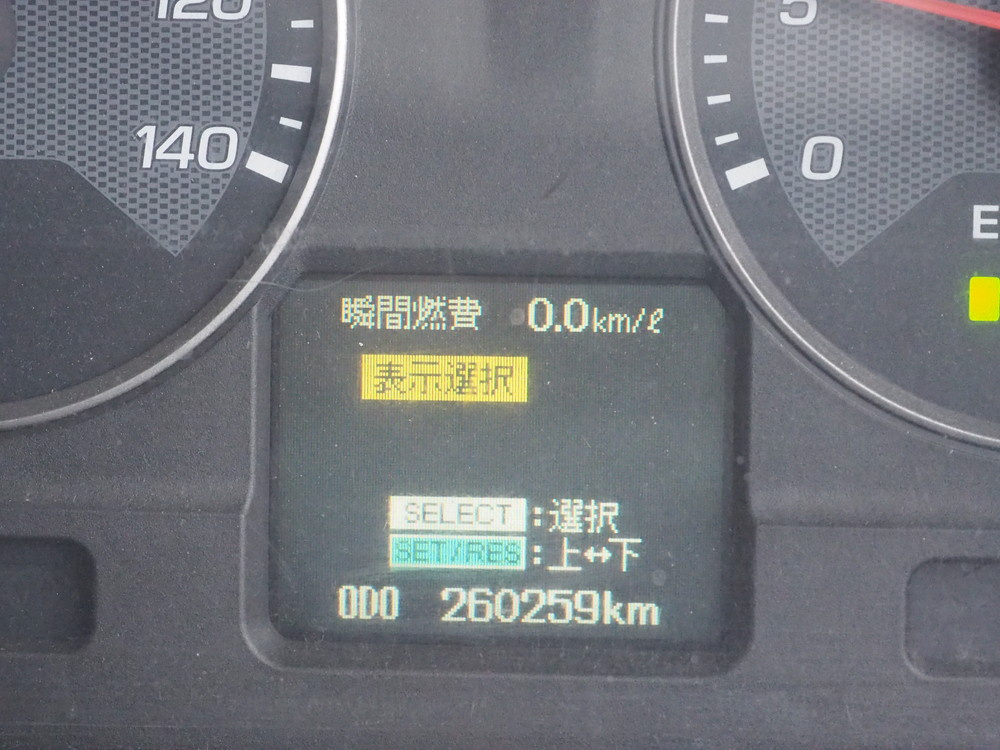 120
5
140
0
E
瞬間燃費 0.0km/ℓ
表示選択
SELECT:選択
SET/RES:上↔下
ODO 260259km